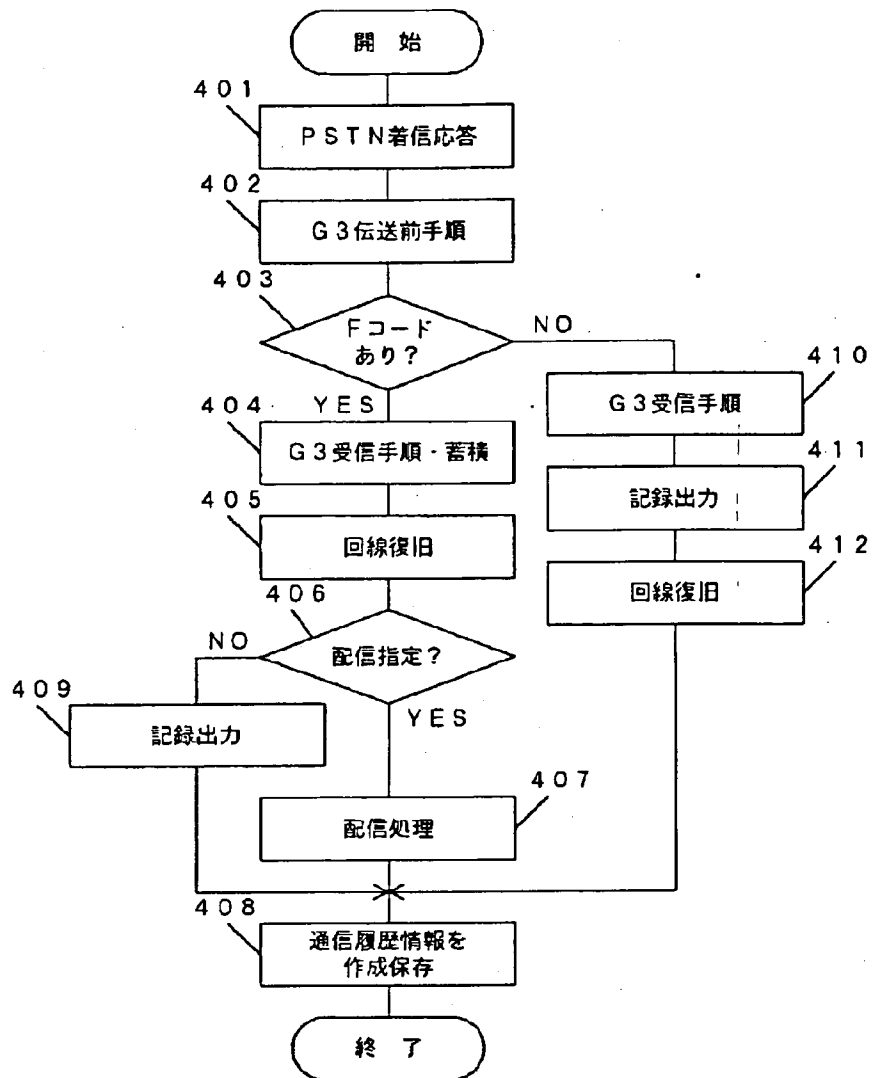 開 始
401
PSTN着信応答
402
G3伝送前手順
403
Fコード
あり?
NO
YES
404
G3受信手順・蓄積
405
回線復旧
406
配信指定?
NO
YES
409
記録出力
407
配信処理
410
G3受信手順
411
記録出力
412
回線復旧
408
通信履歴情報を
作成保存
終 了